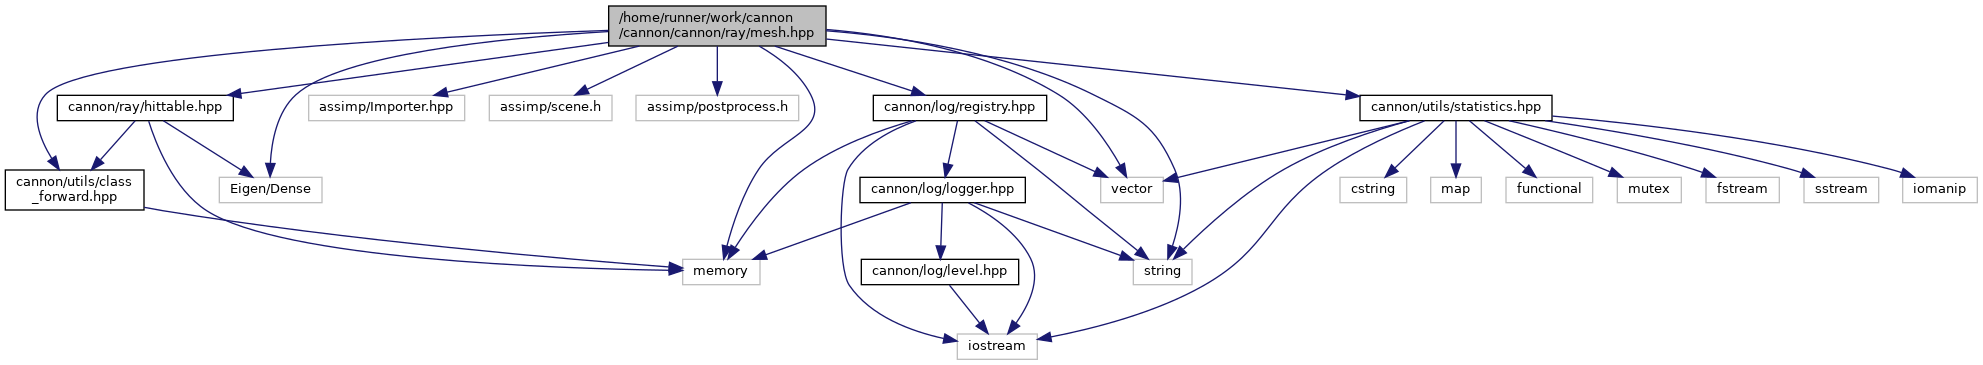 /home/runner/work/cannon
/cannon/cannon/ray/mesh.hpp
cannon/ray/hittable.hpp
assimp/Importer.hpp
assimp/scene.h
assimp/postprocess.h
cannon/log/registry.hpp
cannon/utils/statistics.hpp
cannon/utils/class
_forward.hpp
Eigen/Dense
cannon/log/logger.hpp
vector
cstring
map
functional
mutex
fstream
sstream
iomanip
memory
cannon/log/level.hpp
string
iostream